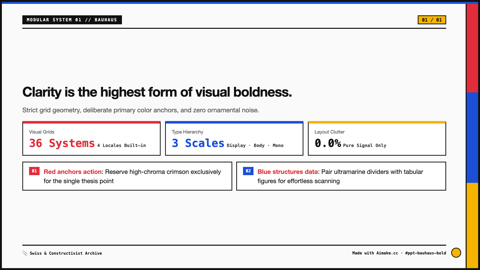 MODULAR SYSTEM 01 // BAUHAUS
01 / 01
Clarity is the highest form of visual boldness.
Strict grid geometry, deliberate primary color anchors, and zero ornamental noise.
Visual Grids
36 Systems 4 Locales Built-in
Type Hierarchy
3 Scales Display · Body · Mono
Layout Clutter
0.0% Pure Signal Only
01 Red anchors action: Reserve high-chroma crimson exclusively
for the single thesis point
02 Blue structures data: Pair ultramarine dividers with tabular
figures for effortless scanning
Swiss & Constructivist Archive
Made with Aimake.cc · #ppt-bauhaus-bold